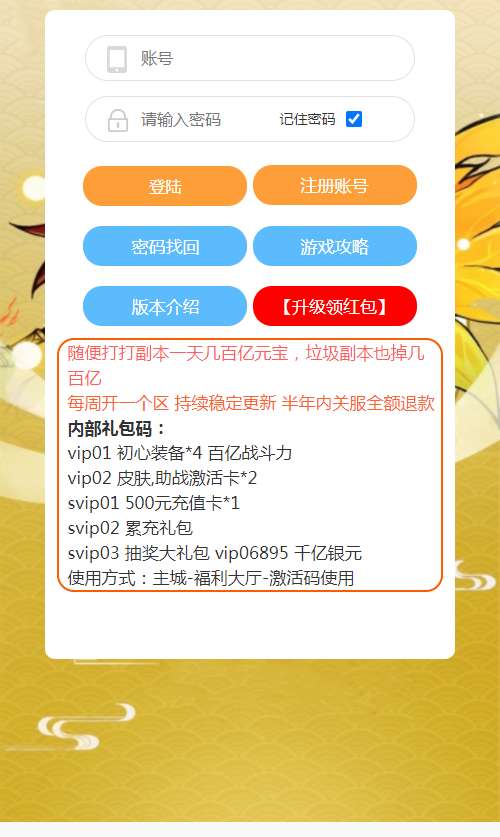 账号
请输入密码 记住密码
登陆 注册账号
密码找回 游戏攻略
版本介绍 【升级领红包】
随便打打副本一天几百亿元宝，垃圾副本也掉几
百亿
每周开一个区 持续稳定更新 半年内关服全额退款
内部礼包码：
vip01 初心装备*4 百亿战斗力
vip02 皮肤,助战激活卡*2
svip01 500元充值卡*1
svip02 累充礼包
svip03 抽奖大礼包 vip06895 千亿银元
使用方式：主城-福利大厅-激活码使用